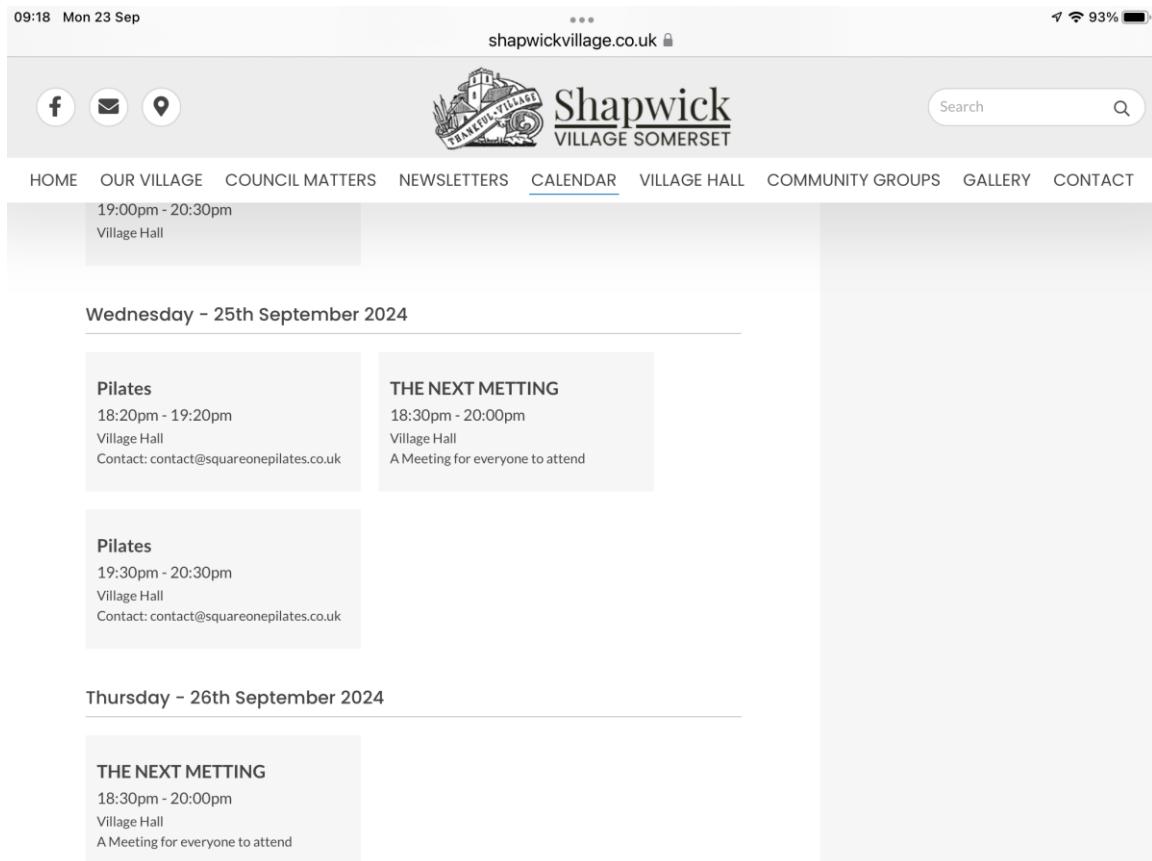 09:18 Mon 23 Sep
93%
shapwickvillage.co.uk
THANKFUL·VILLAGE
Shapwick
VILLAGE SOMERSET
Search
HOME OUR VILLAGE COUNCIL MATTERS NEWSLETTERS CALENDAR VILLAGE HALL COMMUNITY GROUPS GALLERY CONTACT
19:00pm - 20:30pm
Village Hall
Wednesday - 25th September 2024
Pilates
18:20pm - 19:20pm
Village Hall
Contact: contact@squareonepilates.co.uk
THE NEXT METTING
18:30pm - 20:00pm
Village Hall
A Meeting for everyone to attend
Pilates
19:30pm - 20:30pm
Village Hall
Contact: contact@squareonepilates.co.uk
Thursday - 26th September 2024
THE NEXT METTING
18:30pm - 20:00pm
Village Hall
A Meeting for everyone to attend